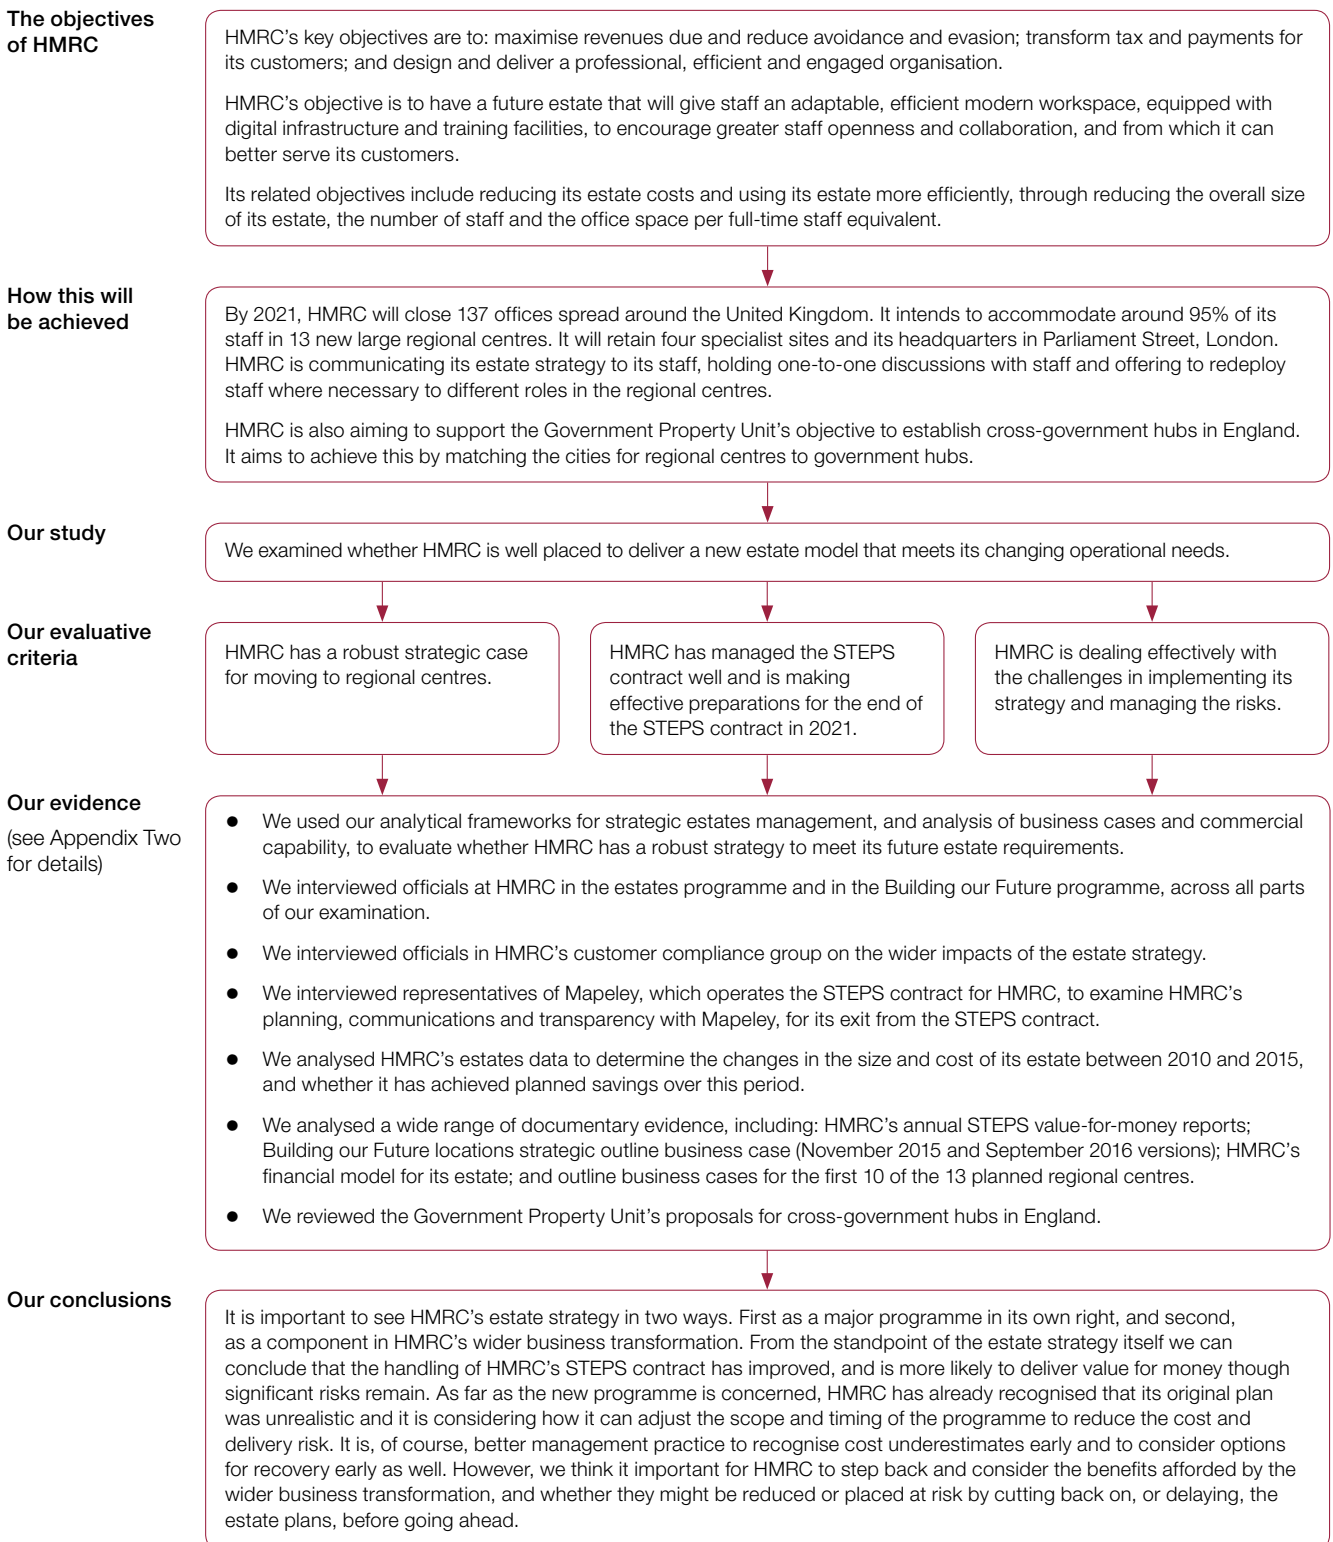 The objectives
of HMRC
HMRC's key objectives are to: maximise revenues due and reduce avoidance and evasion; transform tax and payments for
its customers; and design and deliver a professional, efficient and engaged organisation.
HMRC's objective is to have a future estate that will give staff an adaptable, efficient modern workspace, equipped with
digital infrastructure and training facilities, to encourage greater staff openness and collaboration, and from which it can
better serve its customers.
Its related objectives include reducing its estate costs and using its estate more efficiently, through reducing the overall size
of its estate, the number of staff and the office space per full-time staff equivalent.
How this will
be achieved
By 2021, HMRC will close 137 offices spread around the United Kingdom. It intends to accommodate around 95% of its
staff in 13 new large regional centres. It will retain four specialist sites and its headquarters in Parliament Street, London.
HMRC is communicating its estate strategy to its staff, holding one-to-one discussions with staff and offering to redeploy
staff where necessary to different roles in the regional centres.
HMRC is also aiming to support the Government Property Unit's objective to establish cross-government hubs in England.
It aims to achieve this by matching the cities for regional centres to government hubs.
Our study
We examined whether HMRC is well placed to deliver a new estate model that meets its changing operational needs.
Our evaluative
criteria
HMRC has a robust strategic case
for moving to regional centres.
HMRC has managed the STEPS
contract well and is making
effective preparations for the end of
the STEPS contract in 2021.
HMRC is dealing effectively with
the challenges in implementing its
strategy and managing the risks.
Our evidence
(see Appendix Two
for details)
● We used our analytical frameworks for strategic estates management, and analysis of business cases and commercial
capability, to evaluate whether HMRC has a robust strategy to meet its future estate requirements.
● We interviewed officials at HMRC in the estates programme and in the Building our Future programme, across all parts
of our examination.
● We interviewed officials in HMRC's customer compliance group on the wider impacts of the estate strategy.
● We interviewed representatives of Mapeley, which operates the STEPS contract for HMRC, to examine HMRC's
planning, communications and transparency with Mapeley, for its exit from the STEPS contract.
● We analysed HMRC's estates data to determine the changes in the size and cost of its estate between 2010 and 2015,
and whether it has achieved planned savings over this period.
● We analysed a wide range of documentary evidence, including: HMRC's annual STEPS value-for-money reports;
Building our Future locations strategic outline business case (November 2015 and September 2016 versions); HMRC's
financial model for its estate; and outline business cases for the first 10 of the 13 planned regional centres.
● We reviewed the Government Property Unit's proposals for cross-government hubs in England.
Our conclusions
It is important to see HMRC's estate strategy in two ways. First as a major programme in its own right, and second,
as a component in HMRC's wider business transformation. From the standpoint of the estate strategy itself we can
conclude that the handling of HMRC's STEPS contract has improved, and is more likely to deliver value for money though
significant risks remain. As far as the new programme is concerned, HMRC has already recognised that its original plan
was unrealistic and it is considering how it can adjust the scope and timing of the programme to reduce the cost and
delivery risk. It is, of course, better management practice to recognise cost underestimates early and to consider options
for recovery early as well. However, we think it important for HMRC to step back and consider the benefits afforded by the
wider business transformation, and whether they might be reduced or placed at risk by cutting back on, or delaying, the
estate plans, before going ahead.